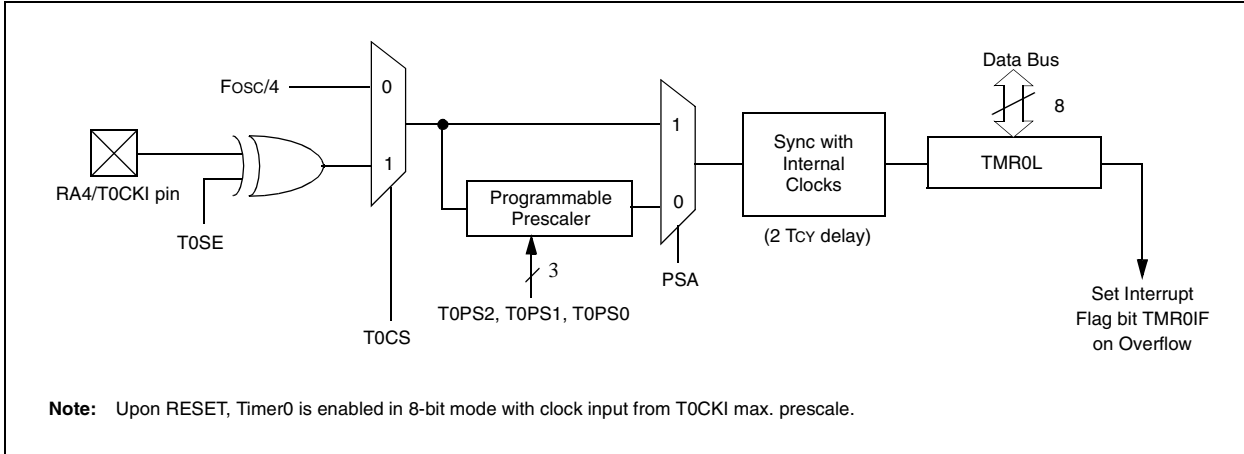 Data Bus
FOSC/4
0
8
1
Sync with
Internal
Clocks
TMR0L
1
RA4/T0CKI pin
Programmable
Prescaler
0
T0SE
(2 TCY delay)
3
PSA
T0PS2, T0PS1, T0PS0
Set Interrupt
Flag bit TMR0IF
on Overflow
T0CS
Note: Upon RESET, Timer0 is enabled in 8-bit mode with clock input from T0CKI max. prescale.